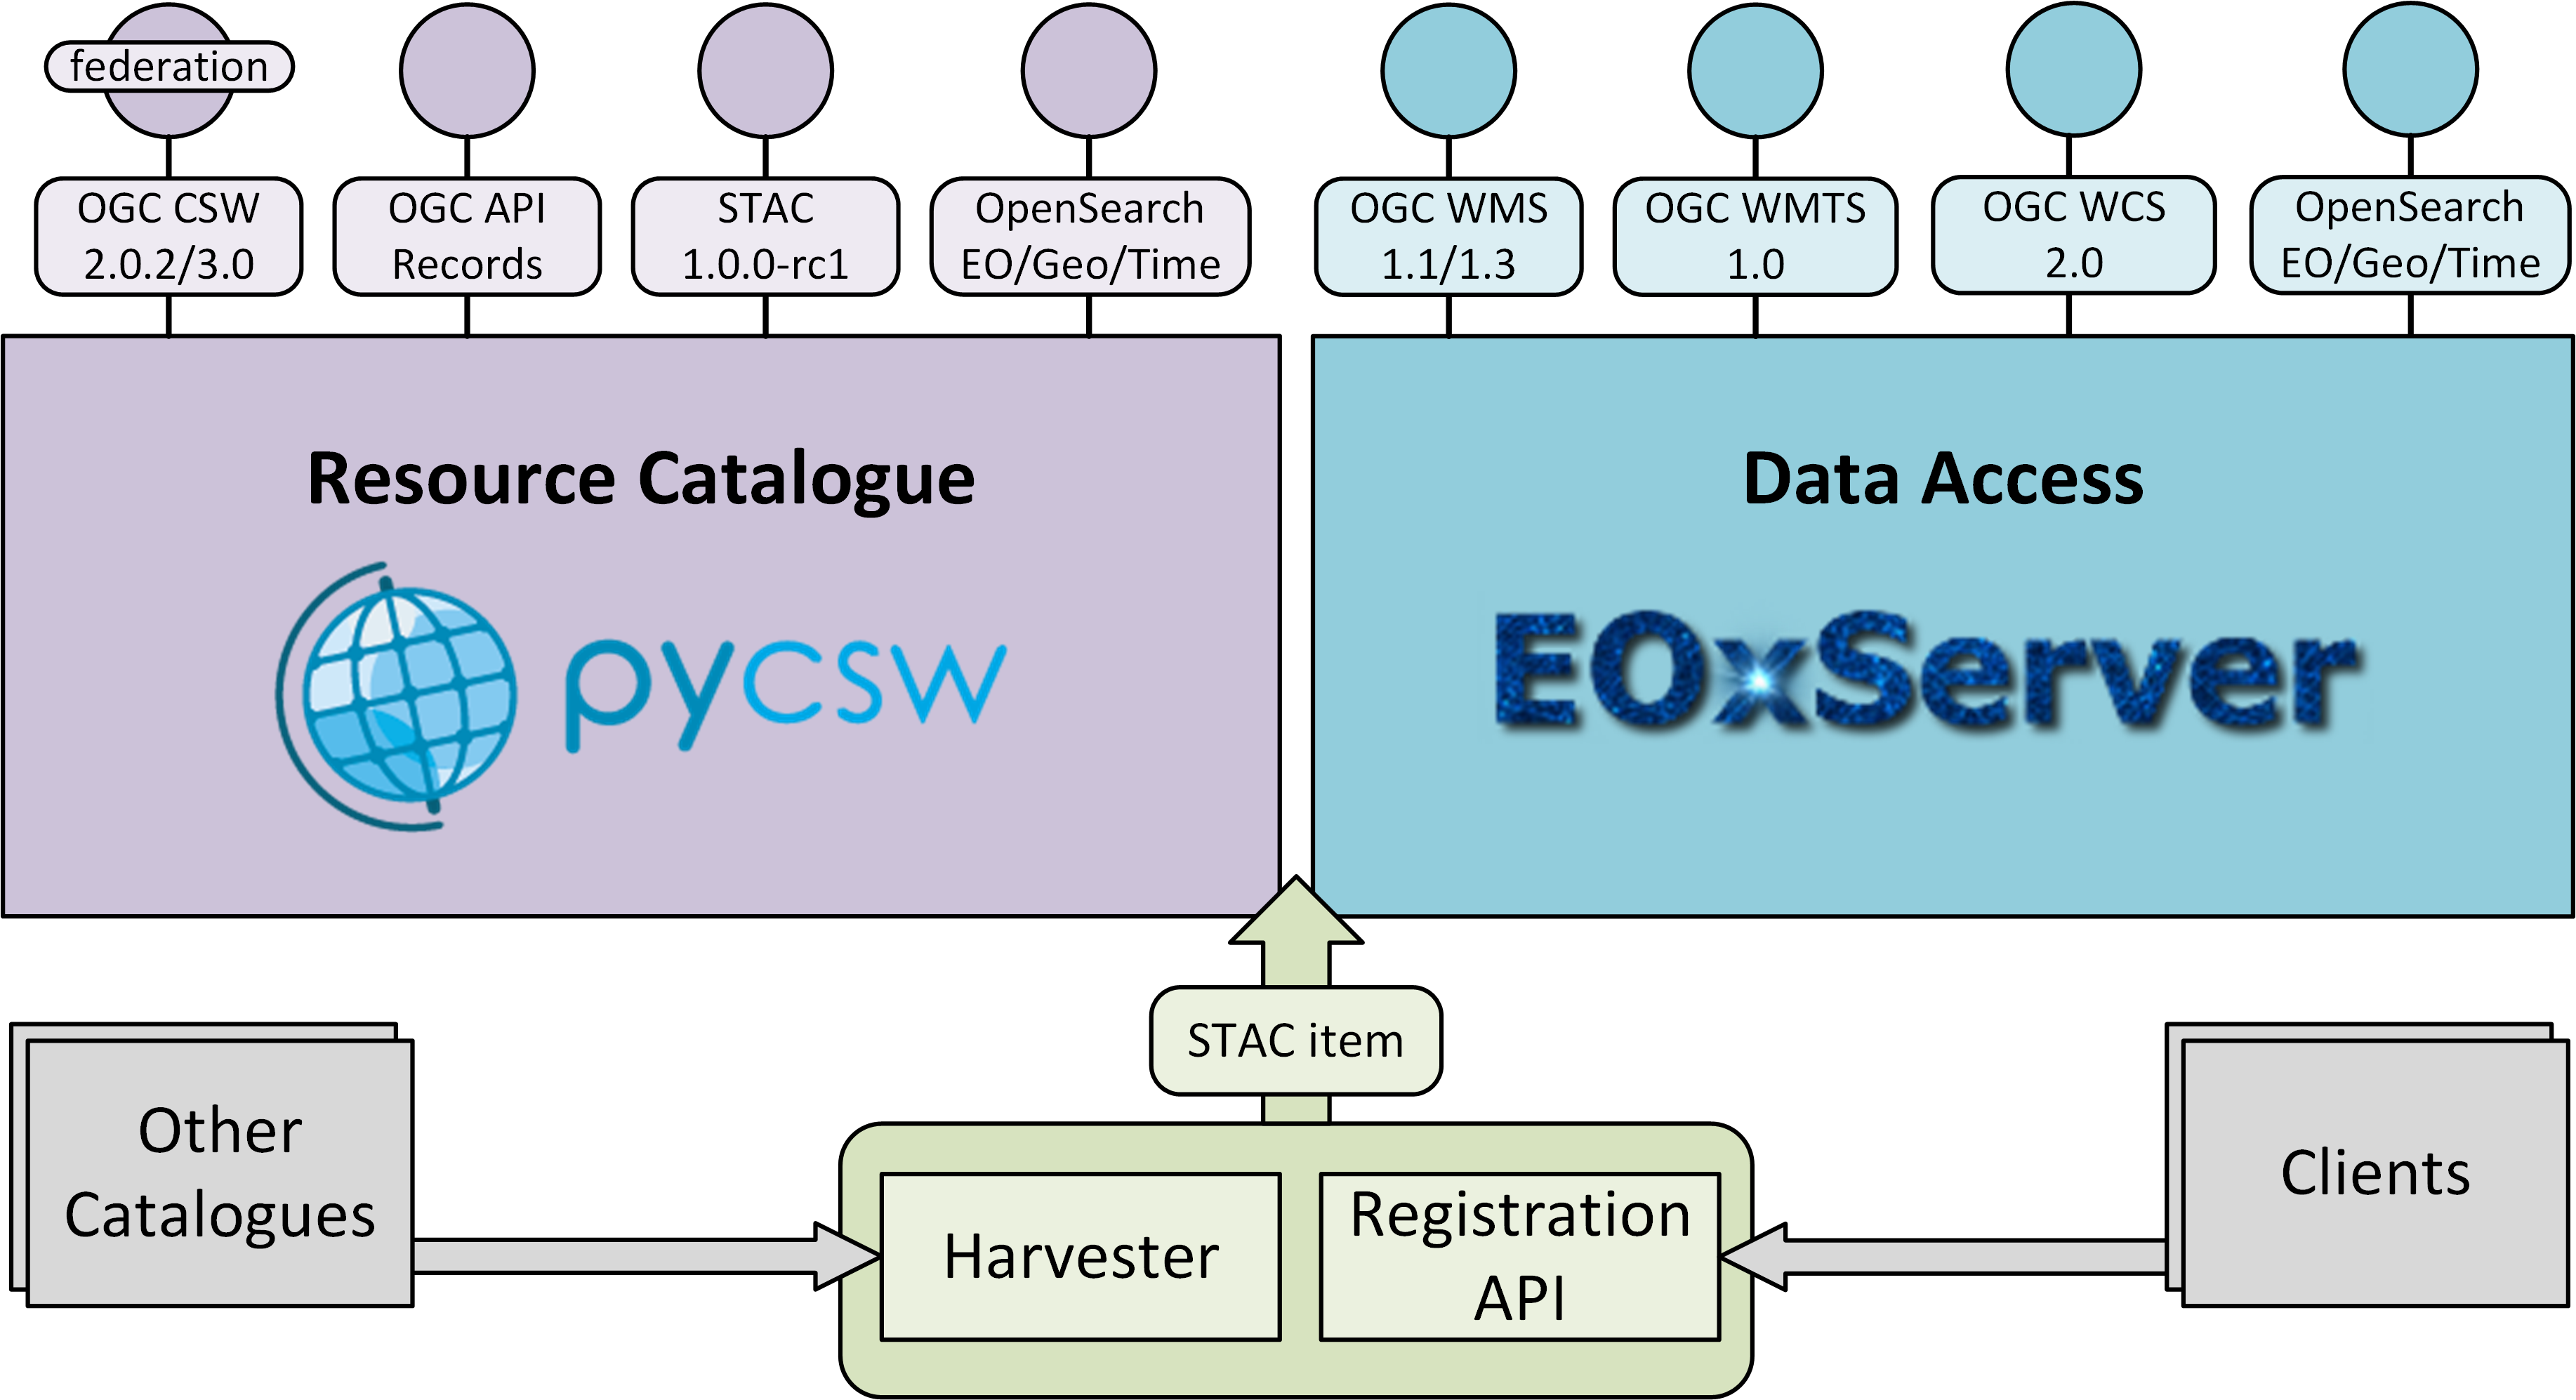 federation
OGC CSW
2.0.2/3.0
OGC API
Records
STAC
1.0.0-rc1
OpenSearch
EO/Geo/Time
OGC WMS
1.1/1.3
OGC WMTS
1.0
OGC WCS
2.0
OpenSearch
EO/Geo/Time
Resource Catalogue
pycsw
Data Access
EOxServer
STAC item
Other
Catalogues
Harvester
Registration
API
Clients